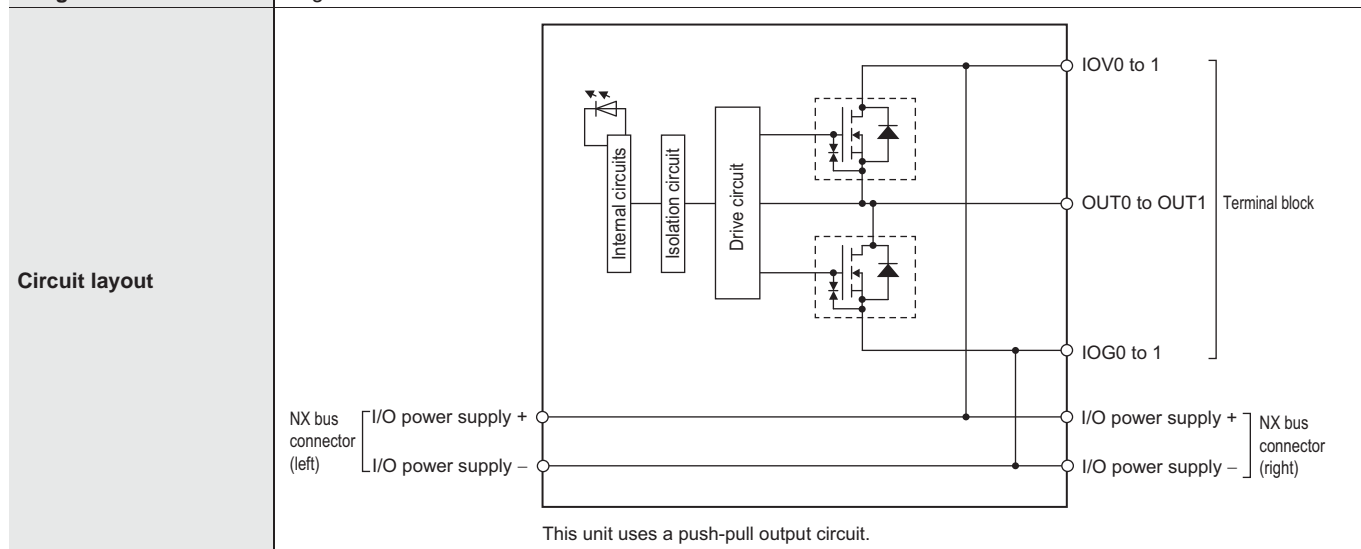 Circuit layout
Internal circuits
Isolation circuit
Drive circuit
IOV0 to 1
OUT0 to OUT1
Terminal block
IOG0 to 1
NX bus
connector
(left)
I/O power supply +
I/O power supply –
I/O power supply +
I/O power supply –
NX bus
connector
(right)
This unit uses a push-pull output circuit.